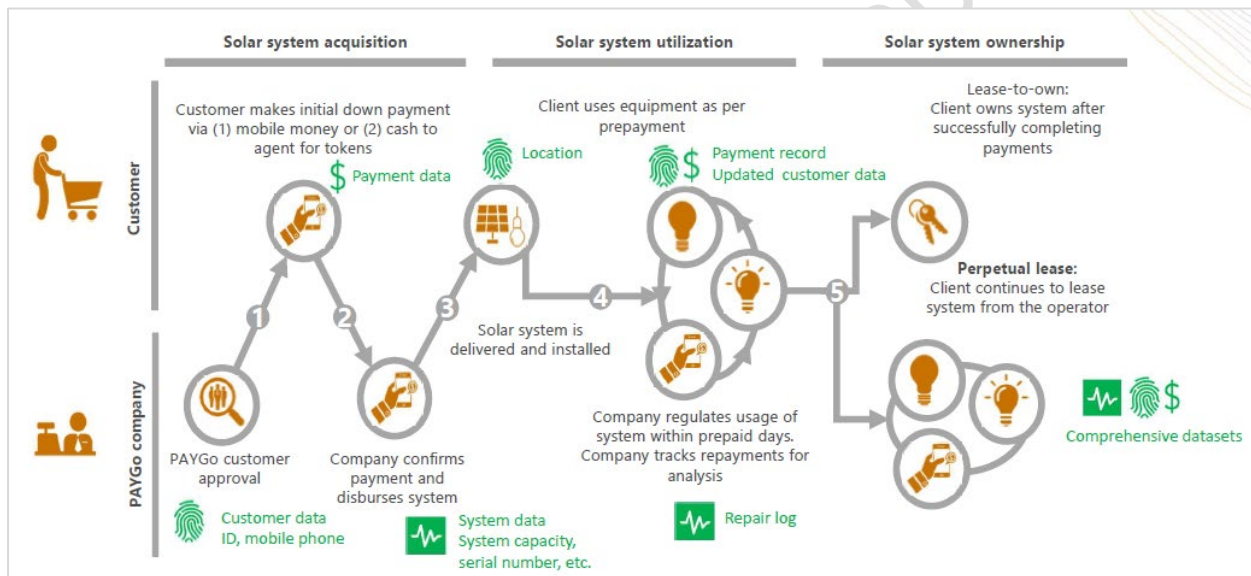 Solar system acquisition
Solar system utilization
Solar system ownership
Customer
Customer makes initial down payment
via (1) mobile money or (2) cash to
agent for tokens
$ Payment data
Location
Client uses equipment as per
prepayment
$ Payment record
Updated customer data
Lease-to-own:
Client owns system after
successfully completing
payments
1
2
3
4
5
Solar system is
delivered and installed
Perpetual lease:
Client continues to lease
system from the operator
PAYGo company
PAYGo customer
approval
Customer data
ID, mobile phone
Company confirms
payment and
disburses system
System data
System capacity,
serial number, etc.
Company regulates usage of
system within prepaid days.
Company tracks repayments for
analysis
Repair log
$
Comprehensive datasets